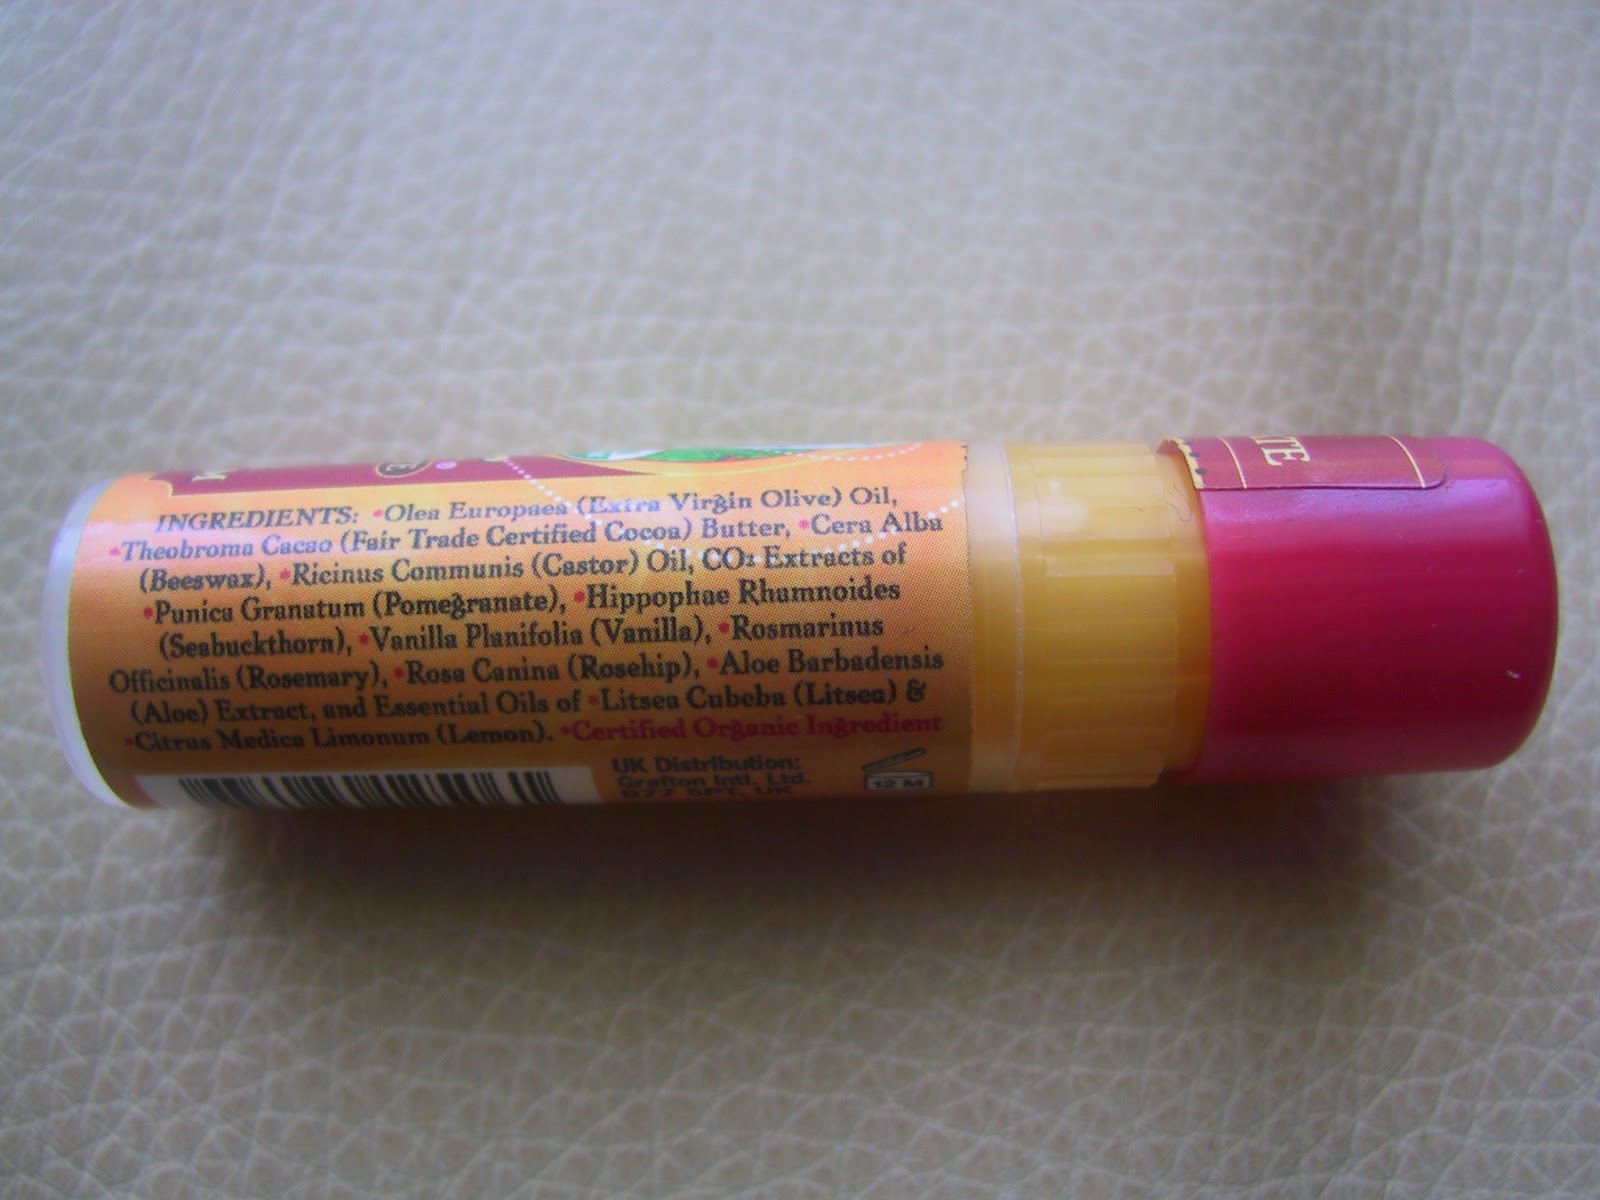 INGREDIENTS: •Olea Europaea (Extra Virgin Olive) Oil,
•Theobroma Cacao (Fair Trade Certified Cocoa) Butter, •Cera Alba
(Beeswax), •Ricinus Communis (Castor) Oil, CO2 Extracts of
•Punica Granatum (Pomegranate), •Hippophae Rhamnoides
(Seabuckthorn), •Vanilla Planifolia (Vanilla), •Rosmarinus
Officinalis (Rosemary), •Rosa Canina (Rosehip), •Aloe Barbadensis
(Aloe) Extract, and Essential Oils of •Litsea Cubeba (Litsea) &
•Citrus Medica Limonum (Lemon). •Certified Organic Ingredient
UK Distribution:
Grafton Intl. Ltd.
UK
12 M